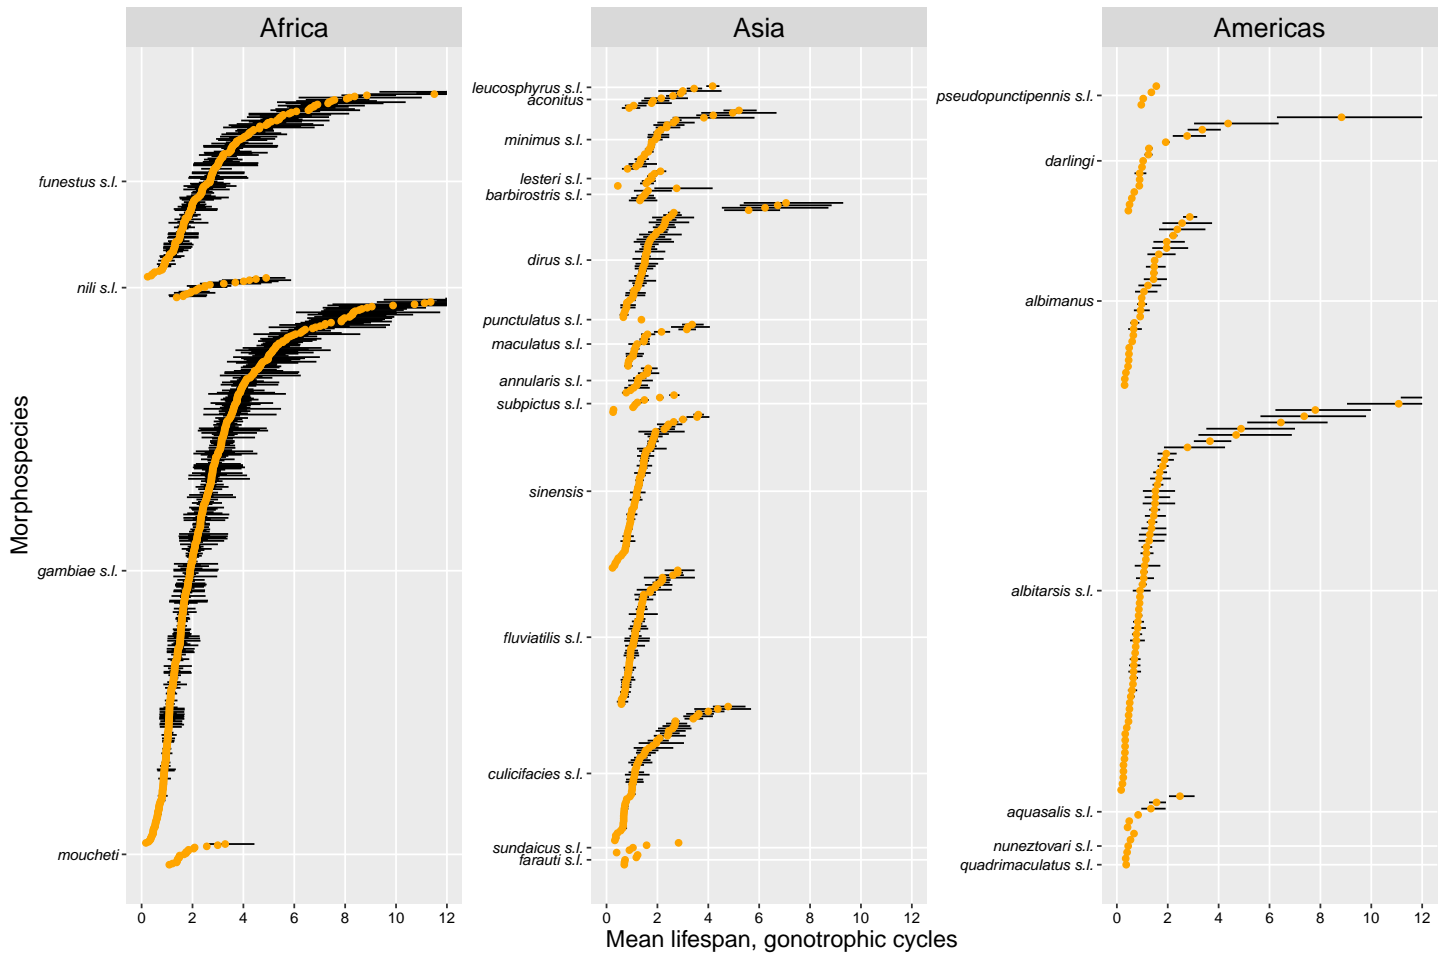 Africa
Asia
Americas
Morphospecies
funestus s.l.
nili s.l.
gambiae s.l.
moucheti
0 2 4 6 8 10 12
leucosphyrus s.l.
aconitus
minimus s.l.
lesteri s.l.
barbirostris s.l.
dirus s.l.
punctulatus s.l.
maculatus s.l.
annularis s.l.
subpictus s.l.
sinensis
fluviatilis s.l.
culicifacies s.l.
sundaicus s.l.
farauti s.l.
0 2 4 6 8 10 12
pseudopunctipennis s.l.
darlingi
albimanus
albitarsis s.l.
aquasalis s.l.
nuneztovari s.l.
quadrimaculatus s.l.
0 2 4 6 8 10 12
Mean lifespan, gonotrophic cycles